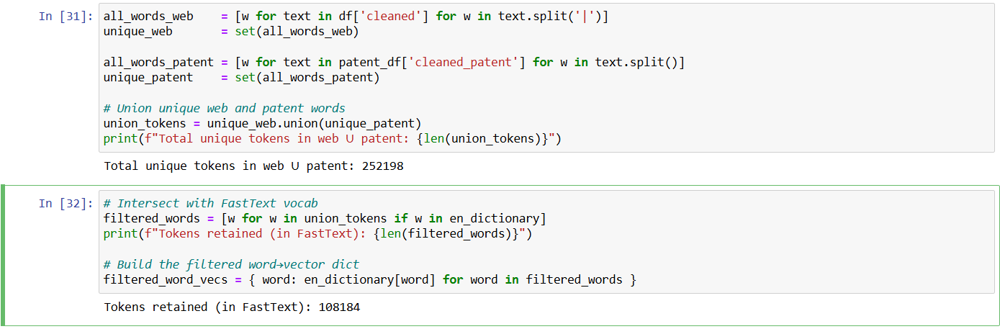 In [31]: all_words_web    = [w for text in df['cleaned'] for w in text.split('|')]
unique_web       = set(all_words_web)
all_words_patent = [w for text in patent_df['cleaned_patent'] for w in text.split()]
unique_patent    = set(all_words_patent)
# Union unique web and patent words
union_tokens = unique_web.union(unique_patent)
print(f"Total unique tokens in web ∪ patent: {len(union_tokens)}")
Total unique tokens in web ∪ patent: 252198
In [32]: # Intersect with FastText vocab
filtered_words = [w for w in union_tokens if w in en_dictionary]
print(f"Tokens retained (in FastText): {len(filtered_words)}")
# Build the filtered word→vector dict
filtered_word_vecs = { word: en_dictionary[word] for word in filtered_words }
Tokens retained (in FastText): 108184